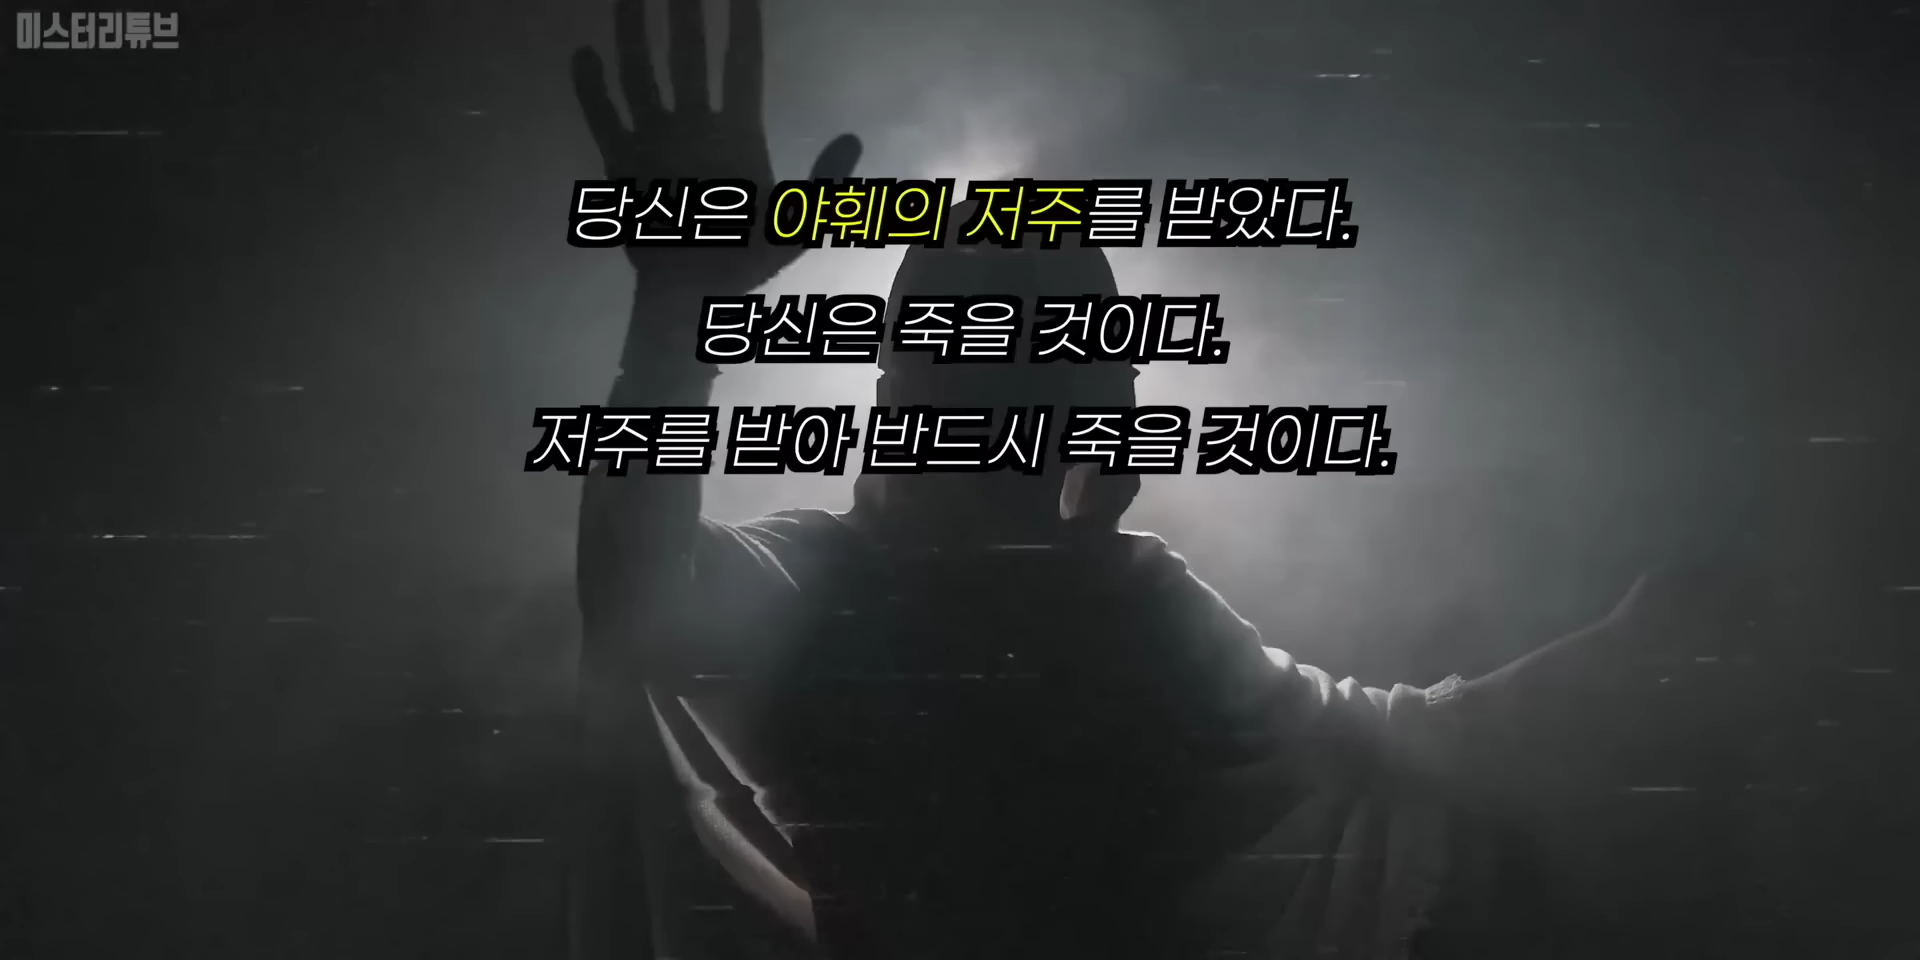 미스터리튜브
당신은 야훼의 저주를 받았다.
당신은 죽을 것이다.
저주를 받아 반드시 죽을 것이다.